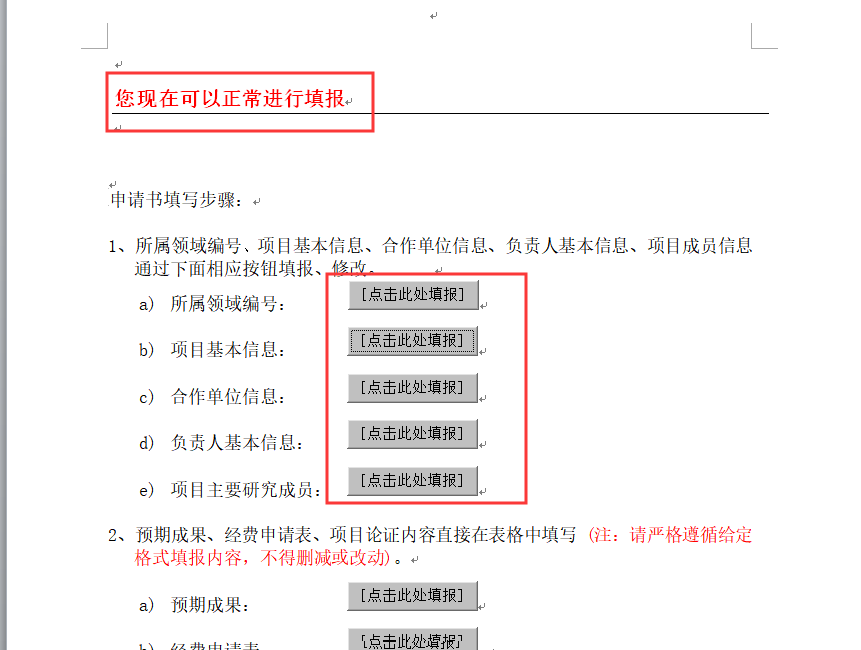 您现在可以正常进行填报
申请书填写步骤：
1、所属领域编号、项目基本信息、合作单位信息、负责人基本信息、项目成员信息
通过下面相应按钮填报、修改。
a) 所属领域编号： [点击此处填报]
b) 项目基本信息： [点击此处填报]
c) 合作单位信息： [点击此处填报]
d) 负责人基本信息： [点击此处填报]
e) 项目主要研究成员： [点击此处填报]
2、预期成果、经费申请表、项目论证内容直接在表格中填写 (注：请严格遵循给定
格式填报内容，不得删减或改动)。
a) 预期成果： [点击此处填报]
b) 经费申请表 [点击此处填报]